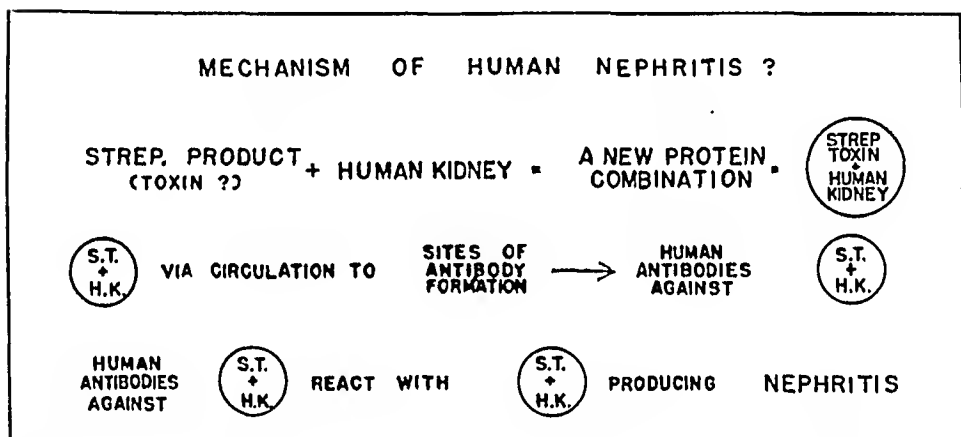 MECHANISM OF HUMAN NEPHRITIS ?
STREP. PRODUCT
(TOXIN ?)
+ HUMAN KIDNEY =
A NEW PROTEIN
COMBINATION =
STREP
TOXIN
+
HUMAN
KIDNEY
S.T.
+
H.K.
VIA CIRCULATION TO
SITES OF
ANTIBODY
FORMATION
→
HUMAN
ANTIBODIES
AGAINST
S.T.
+
H.K.
HUMAN
ANTIBODIES
AGAINST
S.T.
+
H.K.
REACT WITH
S.T.
+
H.K.
PRODUCING NEPHRITIS